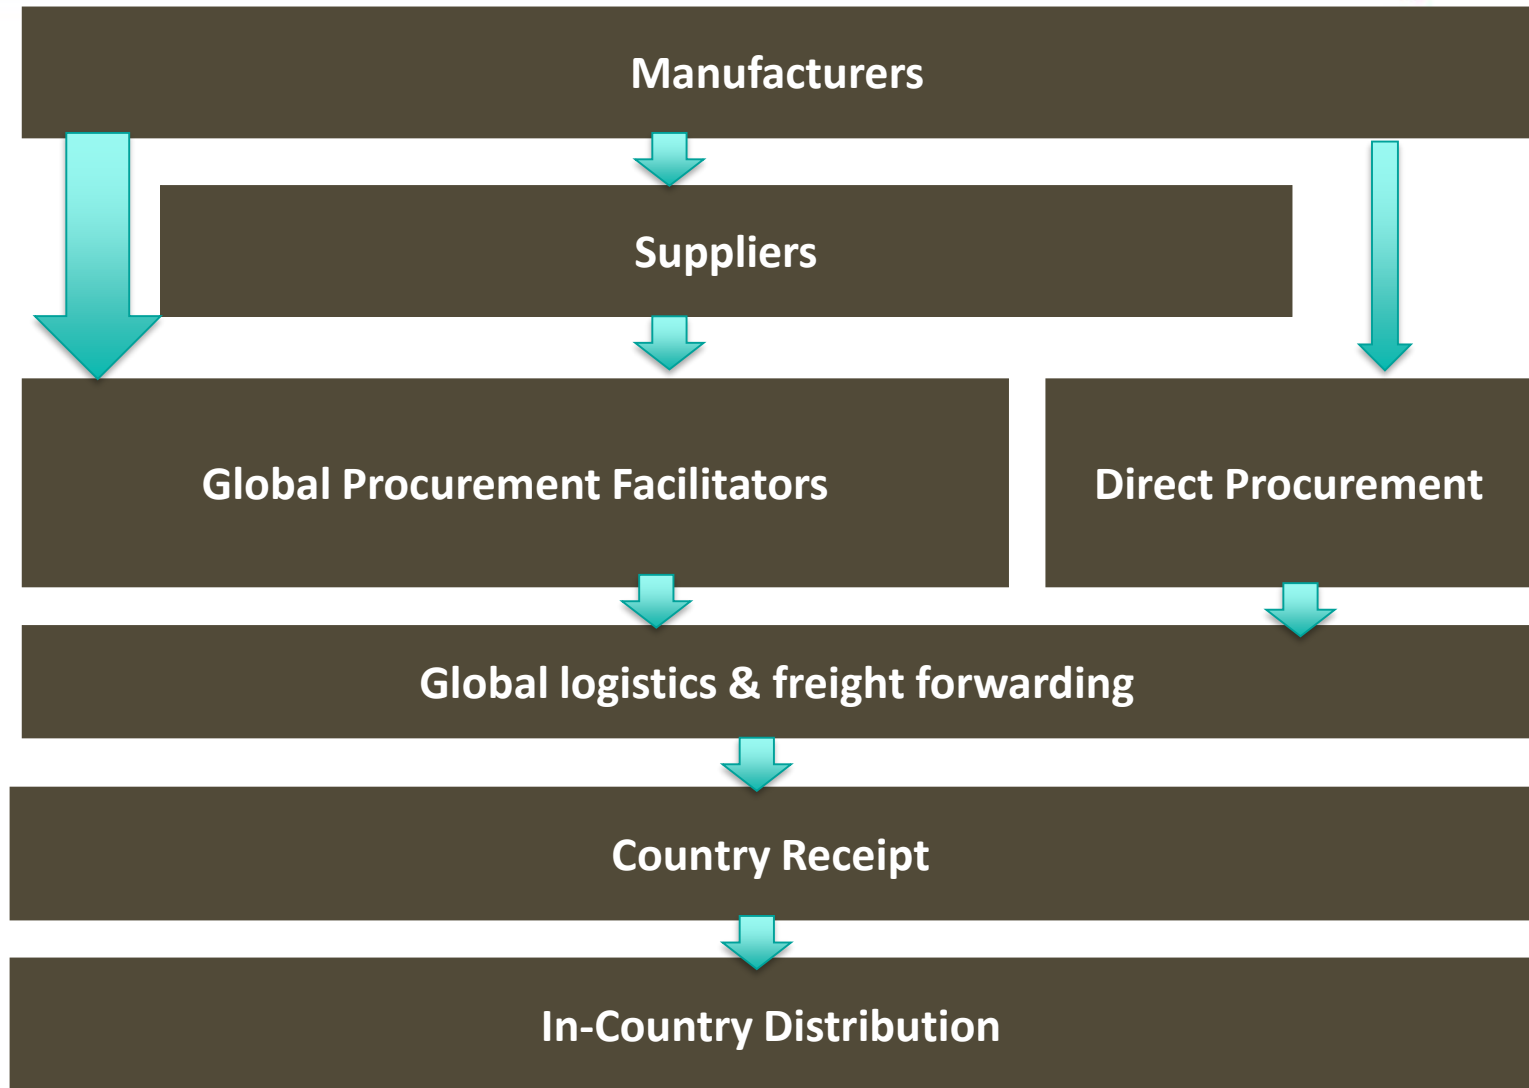 Manufacturers
Suppliers
Global Procurement Facilitators
Direct Procurement
Global logistics & freight forwarding
Country Receipt
In-Country Distribution